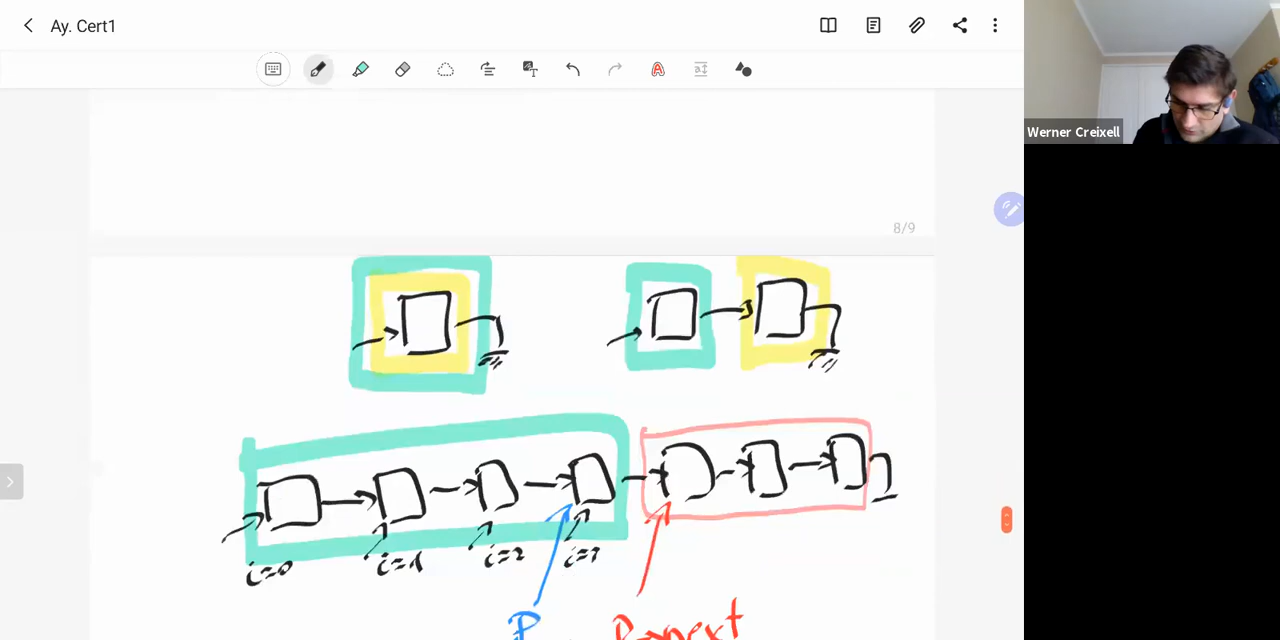 Ay. Cert1
Werner Creixell
8/9
i=0
i=1
i=2
i=3
P
P→next